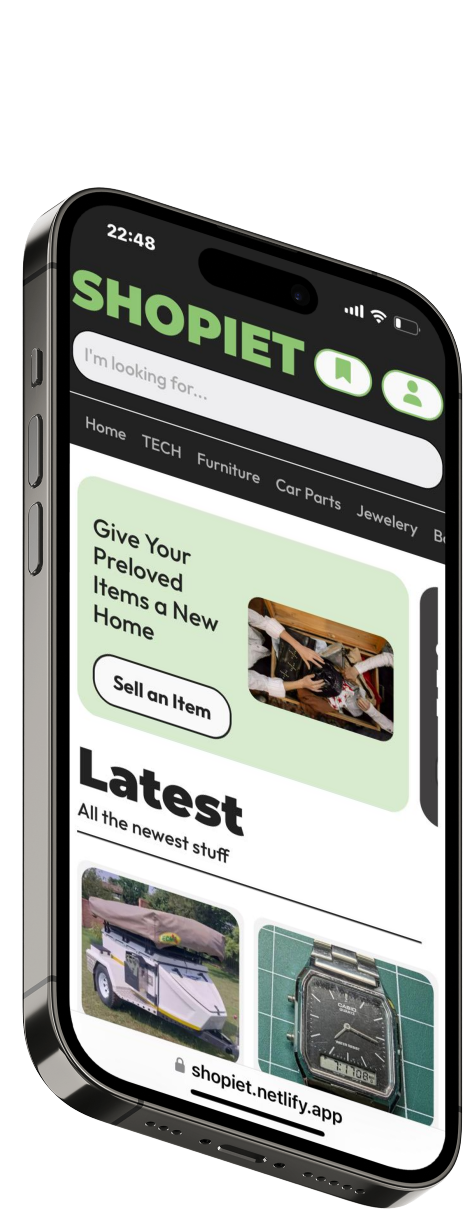 22:48
SHOPIET
I'm looking for...
Home TECH Furniture Car Parts Jewelery
Give Your
Preloved
Items a New
Home
Sell an Item
Latest
All the newest stuff
CASIO
shopiet.netlify.app